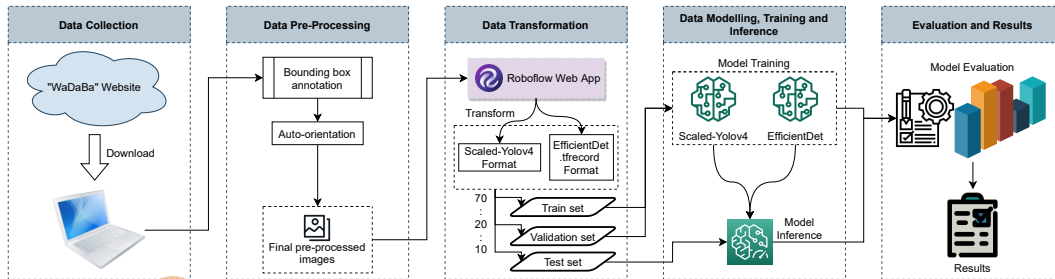 Data Collection
"WaDaBa" Website
Download
Data Pre-Processing
Bounding box
annotation
Auto-orientation
Final pre-processed
images
Data Transformation
Roboflow Web App
Transform
Scaled-Yolov4
Format
EfficientDet
.tfrecord
Format
70
:
20
:
10
Train set
Validation set
Test set
Data Modelling, Training and
Inference
Model Training
Scaled-Yolov4
EfficientDet
Model
Inference
Evaluation and Results
Model Evaluation
Results